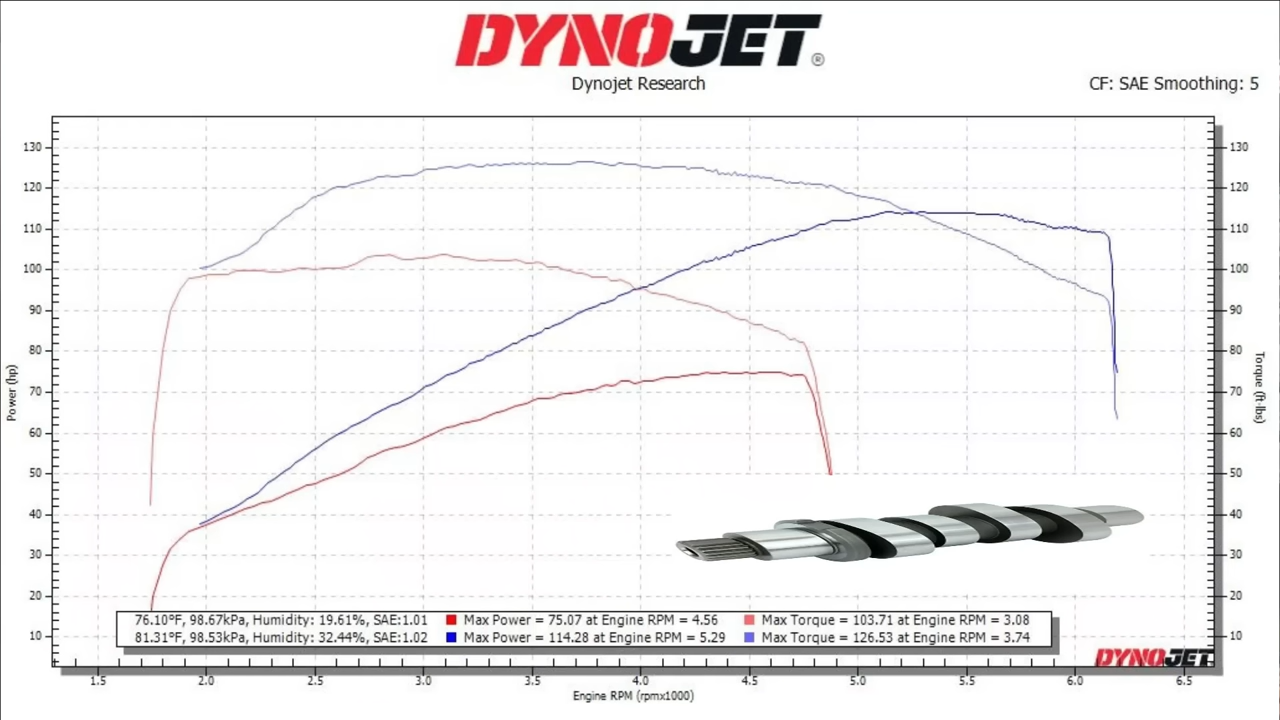 DYNOJET®
Dynojet Research
CF: SAE Smoothing: 5
130
120
110
100
90
80
70
60
50
40
30
20
10
Power (hp)
130
120
110
100
90
80
70
60
50
40
30
20
10
Torque (ft-lbs)
76.10°F, 98.67kPa, Humidity: 19.61%, SAE:1.01 Max Power = 75.07 at Engine RPM = 4.56 Max Torque = 103.71 at Engine RPM = 3.08
81.31°F, 98.53kPa, Humidity: 32.44%, SAE:1.02 Max Power = 114.28 at Engine RPM = 5.29 Max Torque = 126.53 at Engine RPM = 3.74
DYNOJET
1.5 2.0 2.5 3.0 3.5 4.0 4.5 5.0 5.5 6.0 6.5
Engine RPM (rpmx1000)